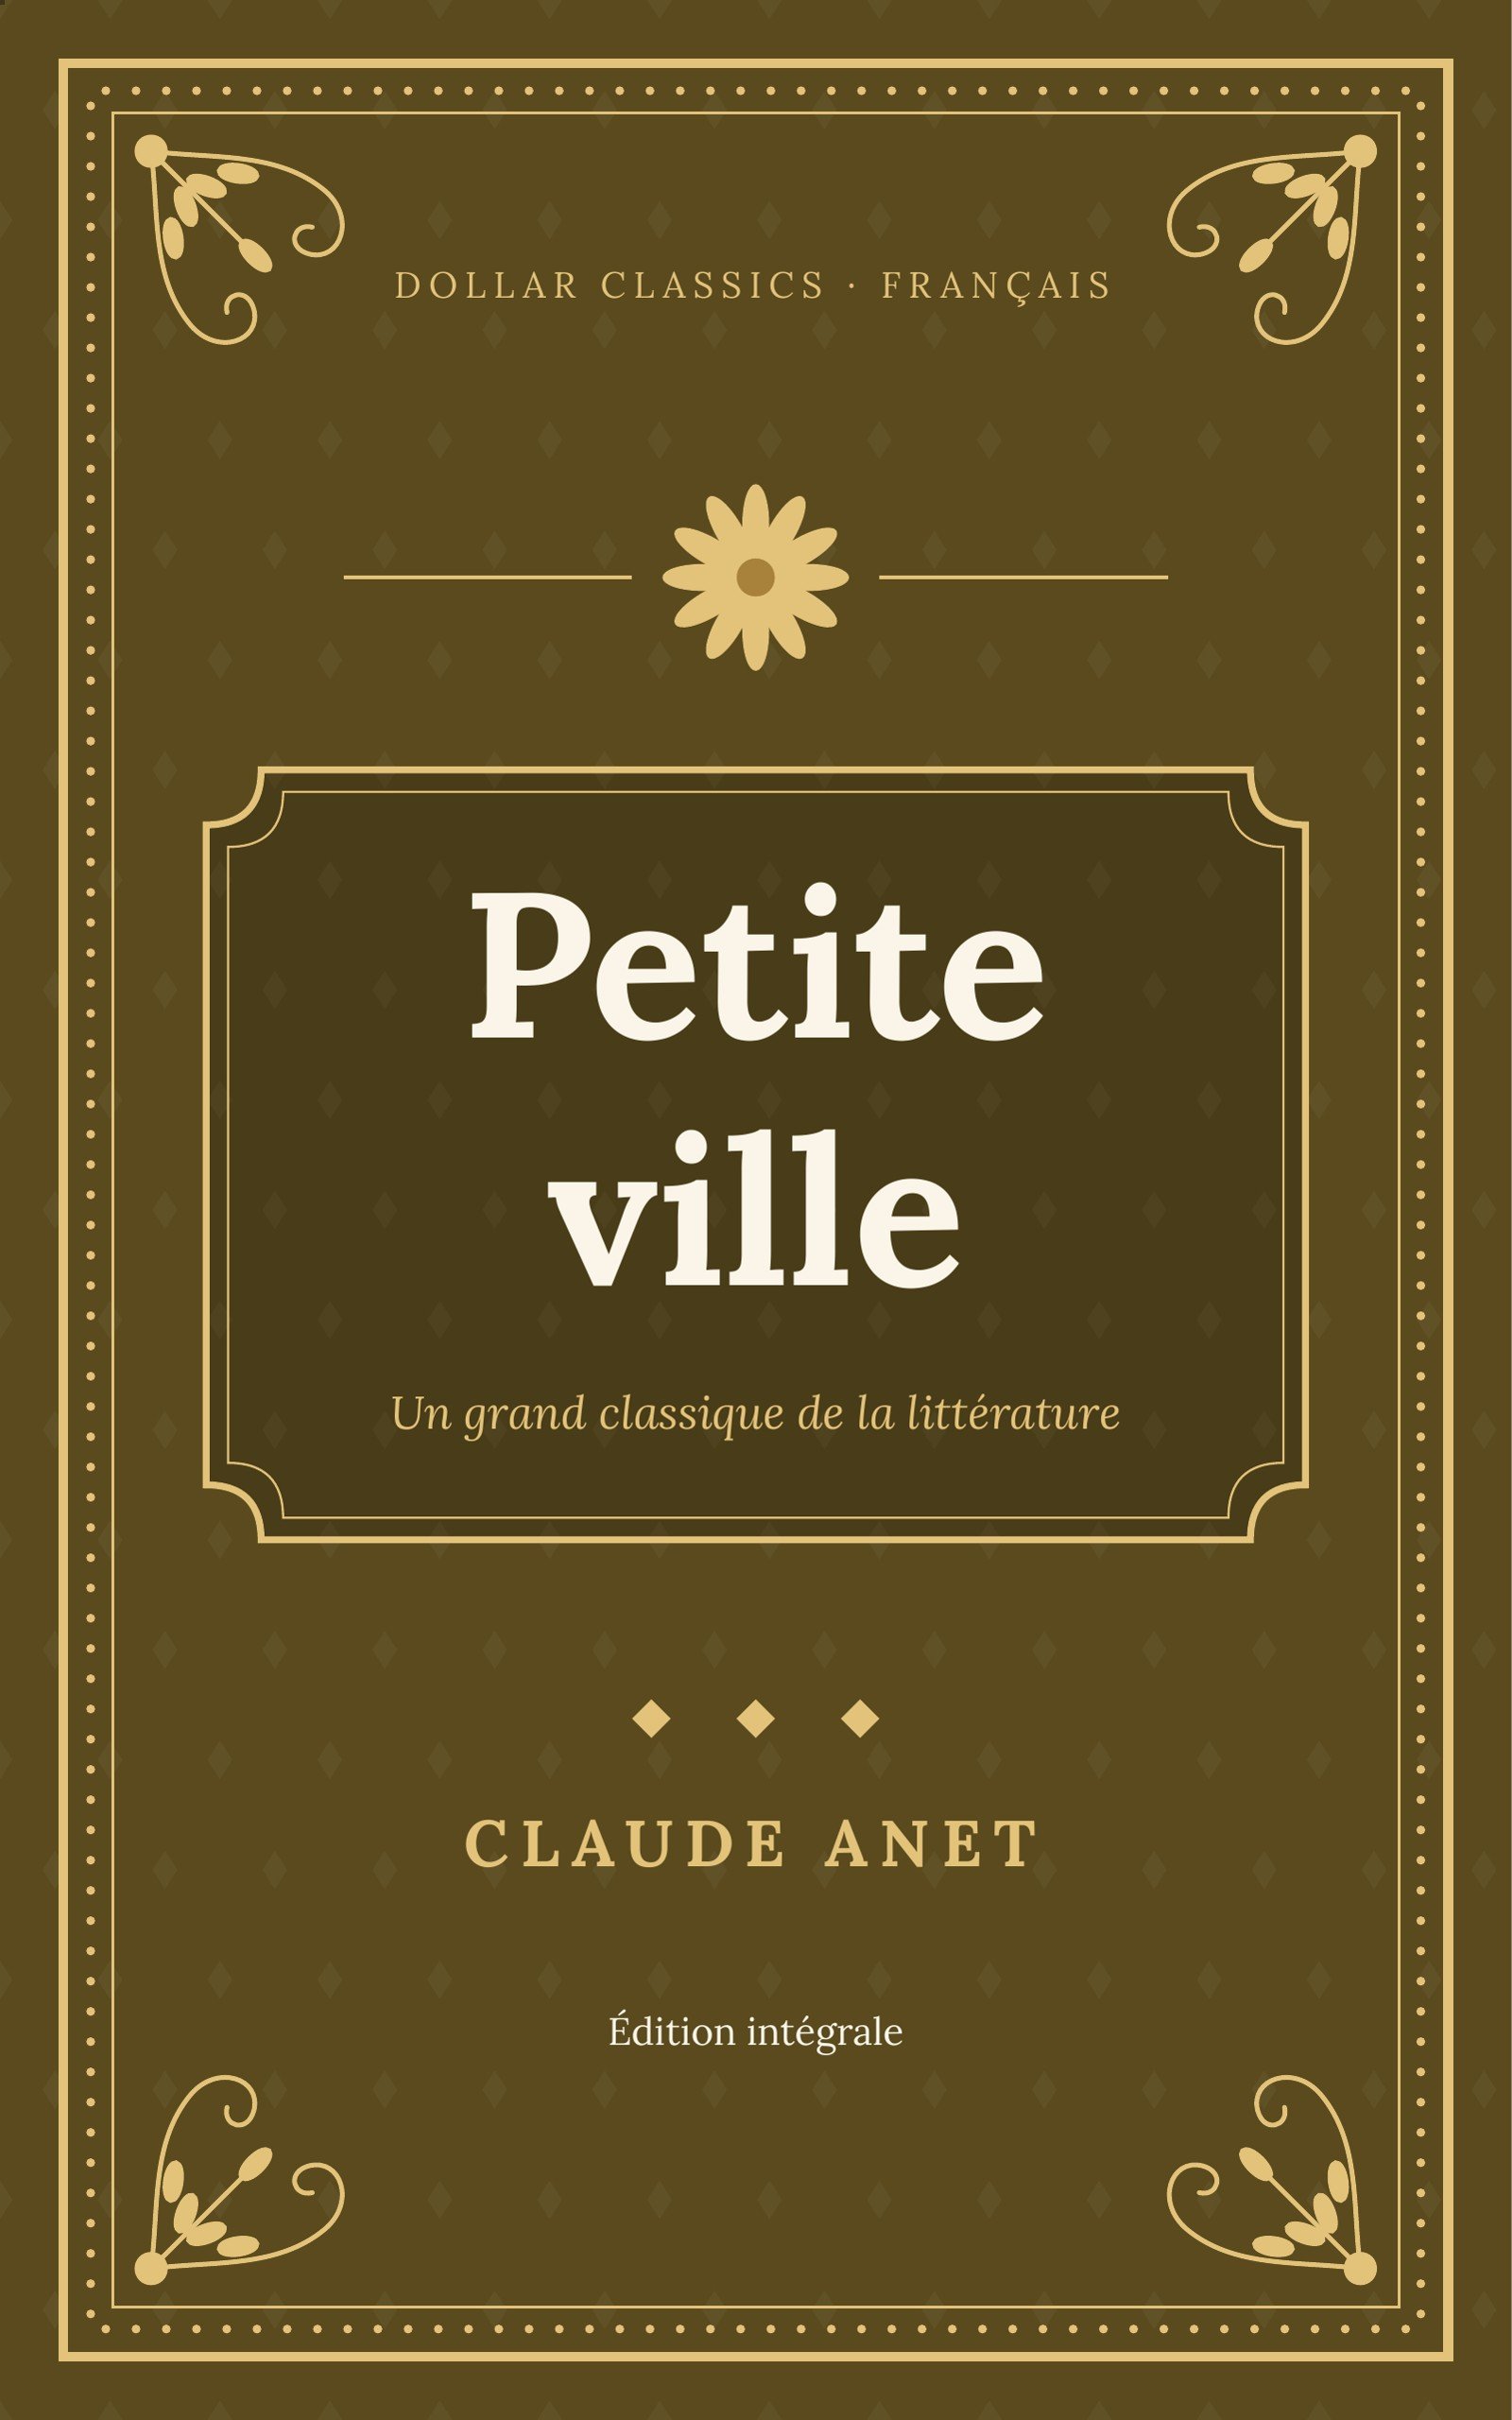 DOLLAR CLASSICS · FRANÇAIS
Petite
ville
Un grand classique de la littérature
CLAUDE ANET
Édition intégrale